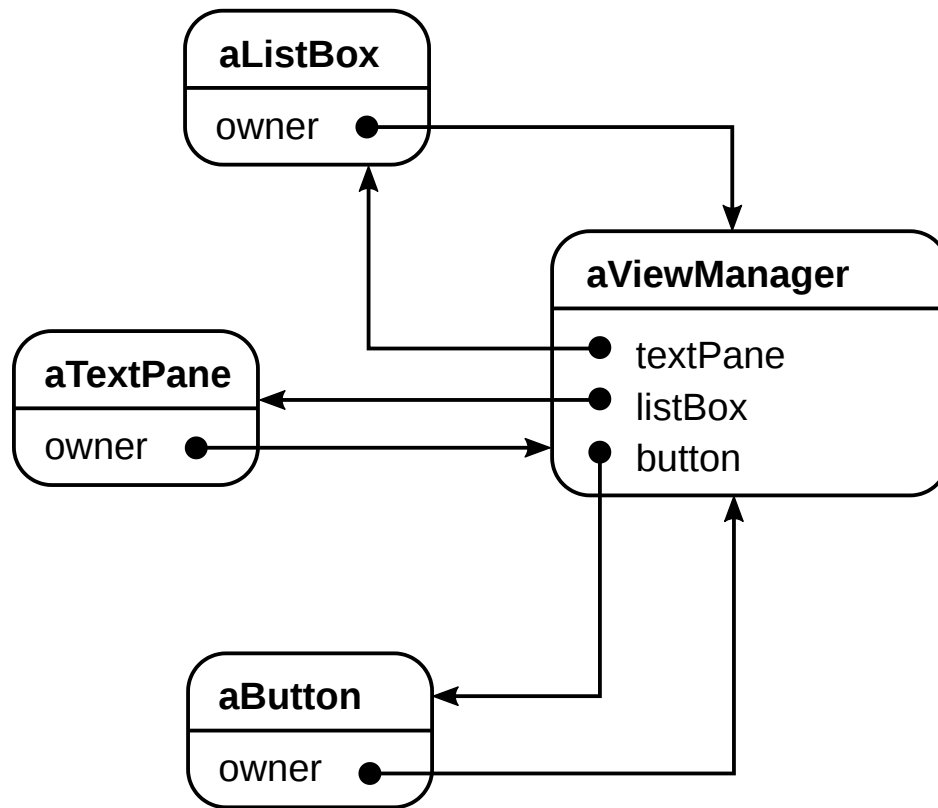 aListBox
owner
aViewManager
textPane
listBox
button
aTextPane
owner
aButton
owner